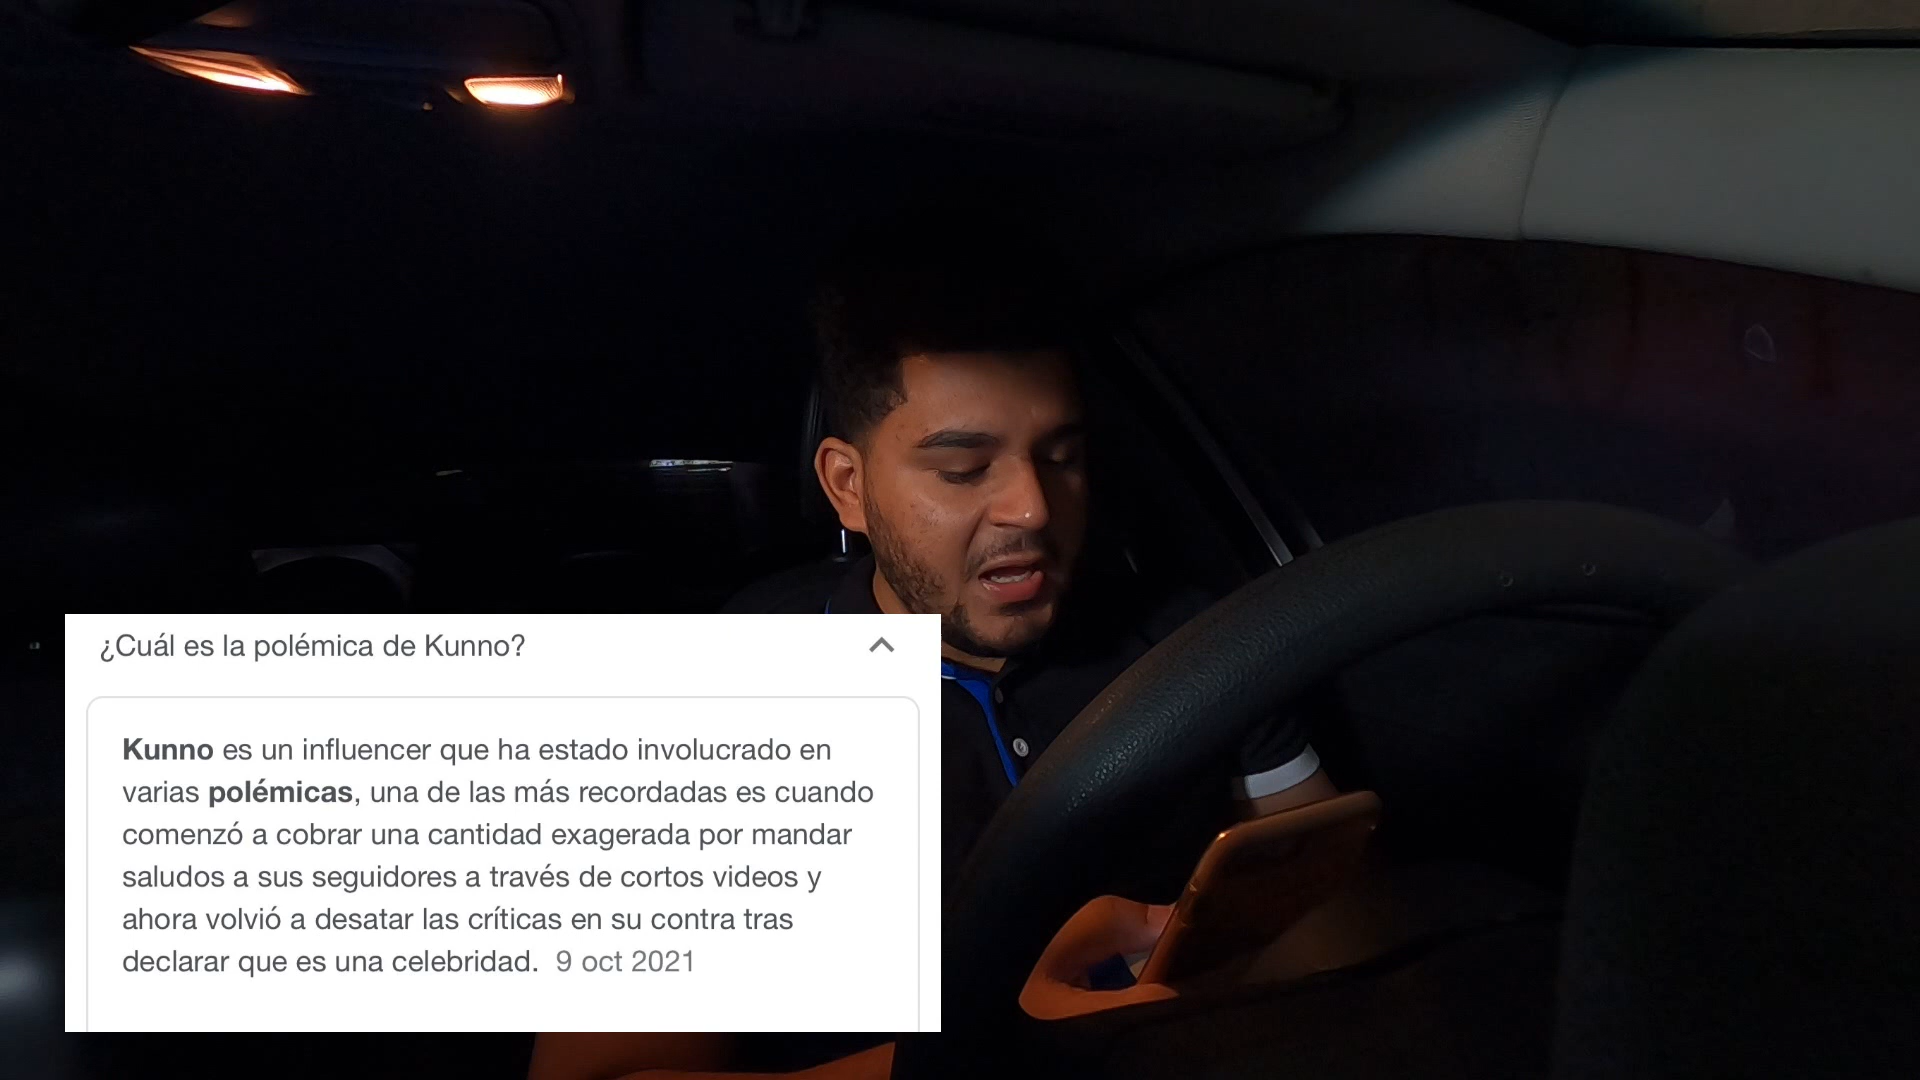 ¿Cuál es la polémica de Kunno?
Kunno es un influencer que ha estado involucrado en
varias polémicas, una de las más recordadas es cuando
comenzó a cobrar una cantidad exagerada por mandar
saludos a sus seguidores a través de cortos videos y
ahora volvió a desatar las críticas en su contra tras
declarar que es una celebridad. 9 oct 2021